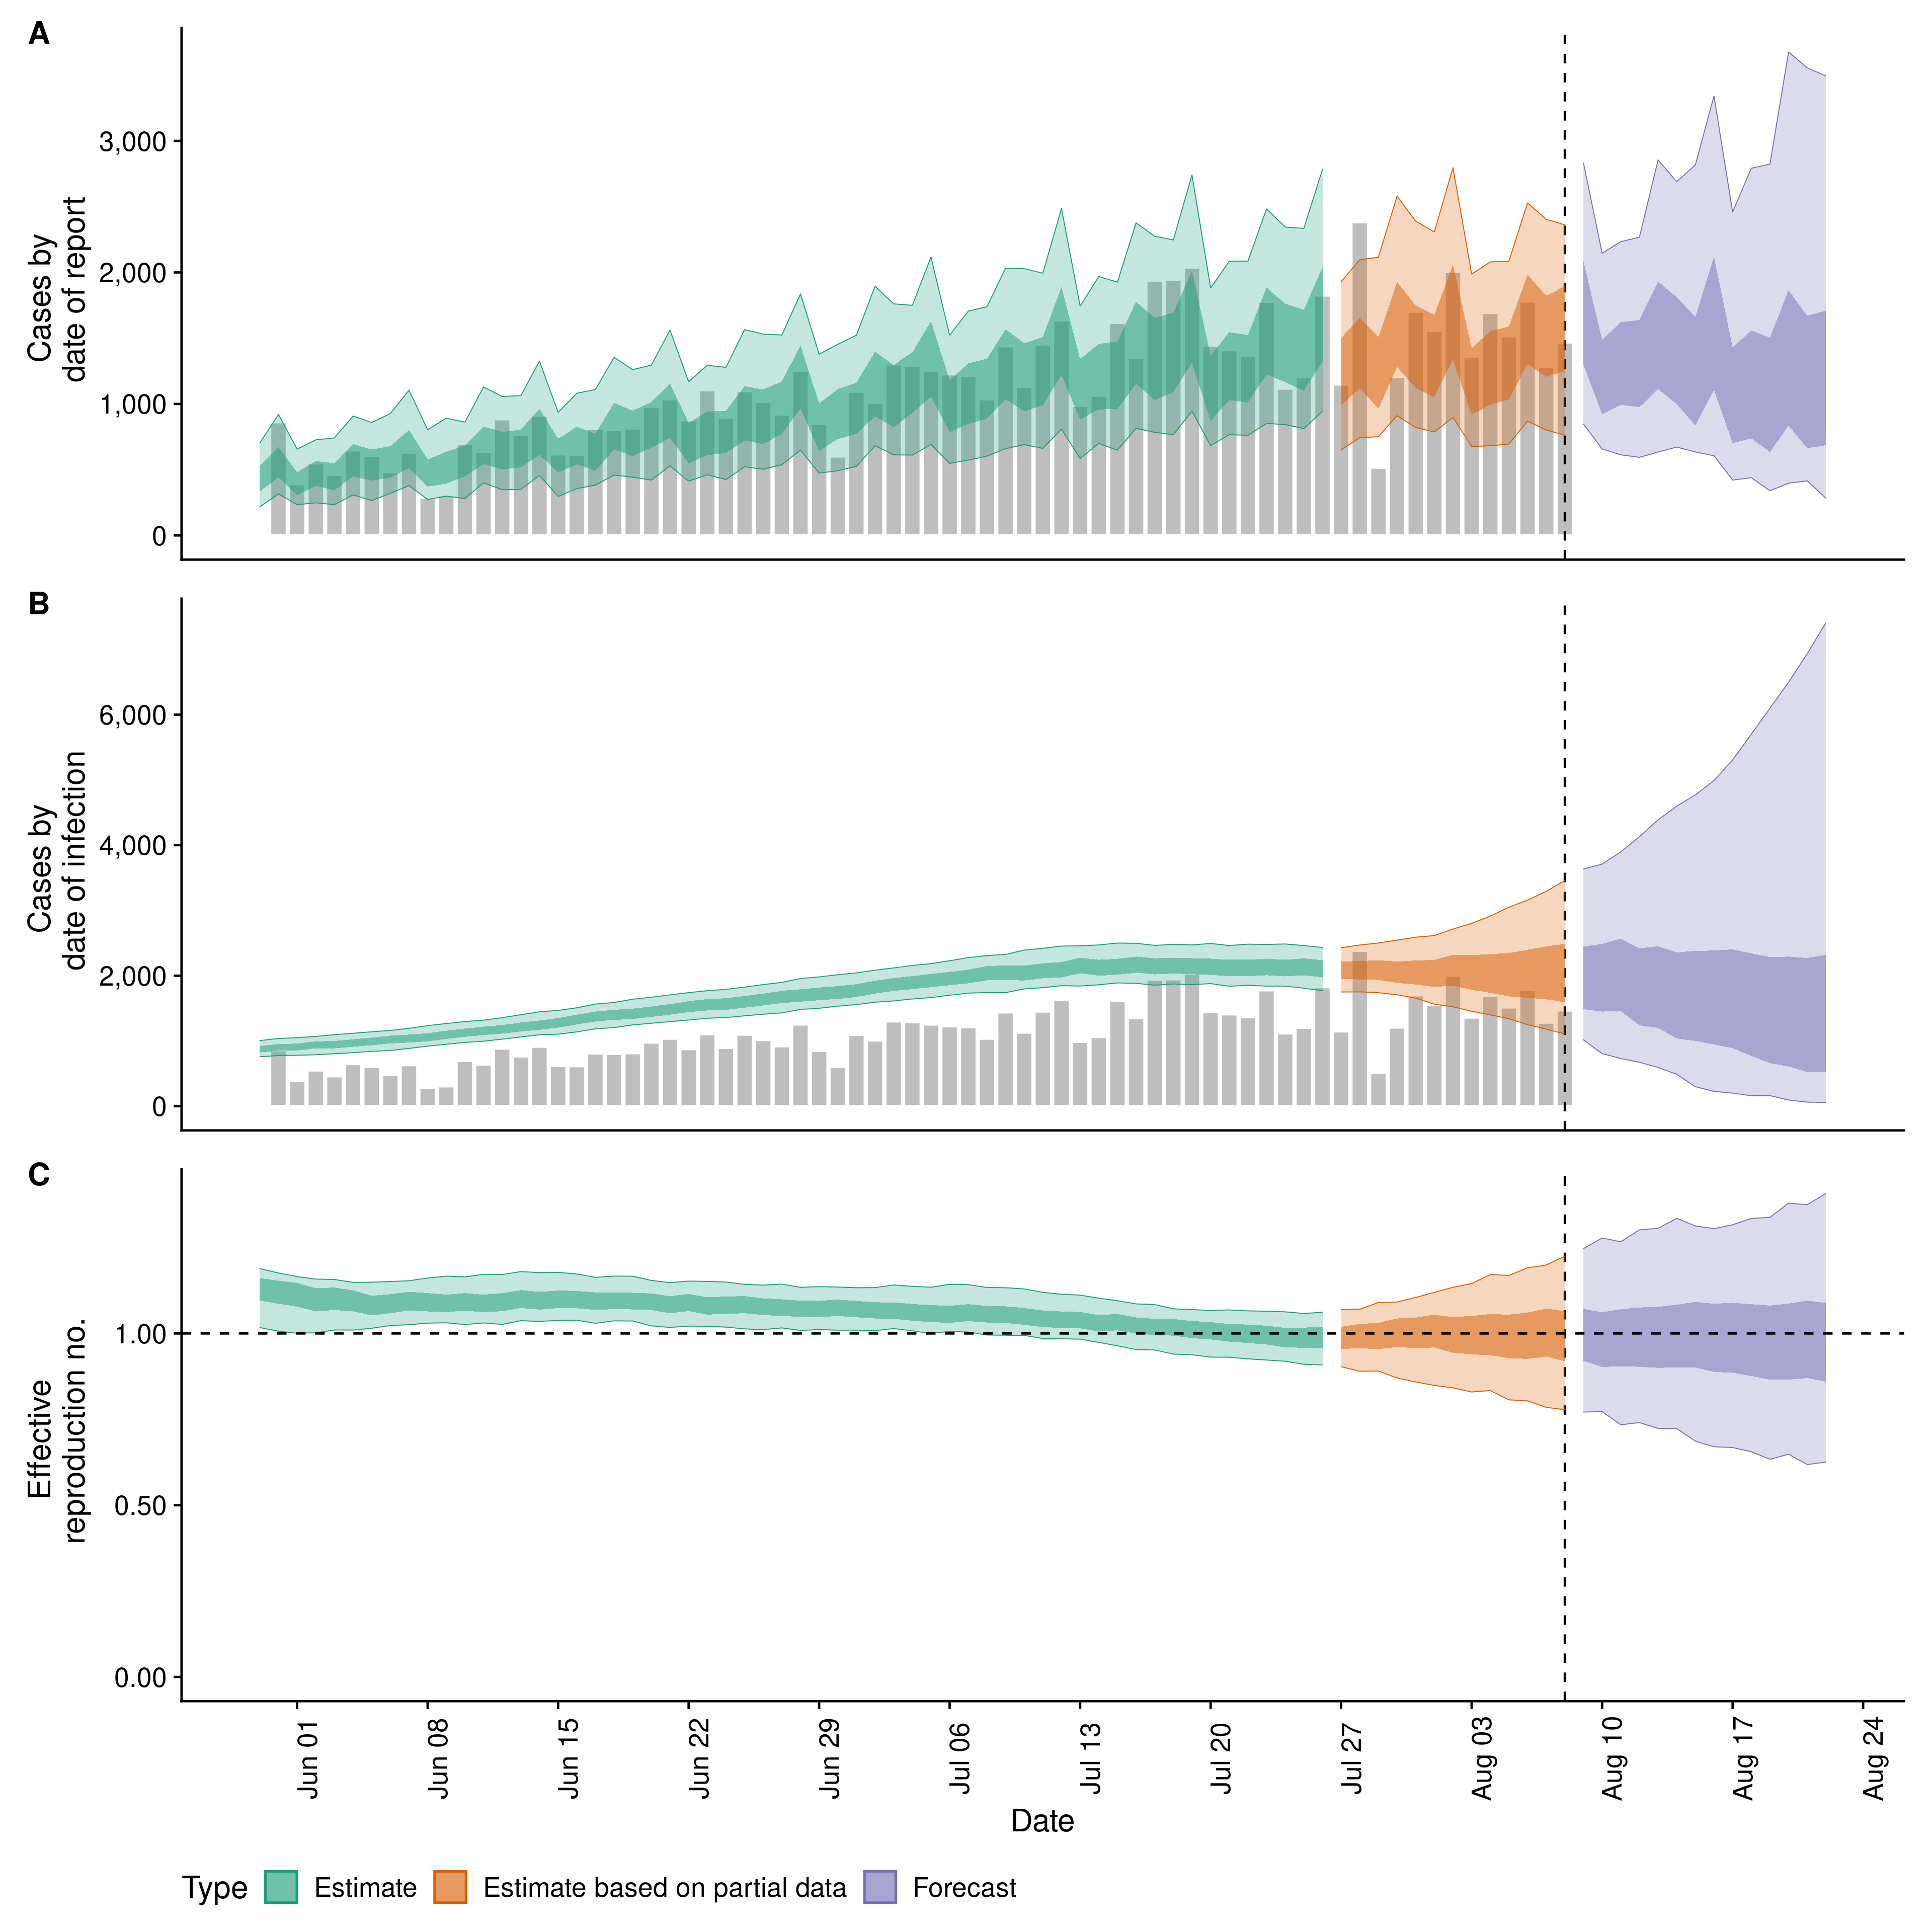 A
Cases by
date of report
3,000
2,000
1,000
0
B
Cases by
date of infection
6,000
4,000
2,000
0
C
Effective
reproduction no.
1.00
0.50
0.00
Jun 01
Jun 08
Jun 15
Jun 22
Jun 29
Jul 06
Jul 13
Jul 20
Jul 27
Aug 03
Aug 10
Aug 17
Aug 24
Date
Type Estimate Estimate based on partial data Forecast